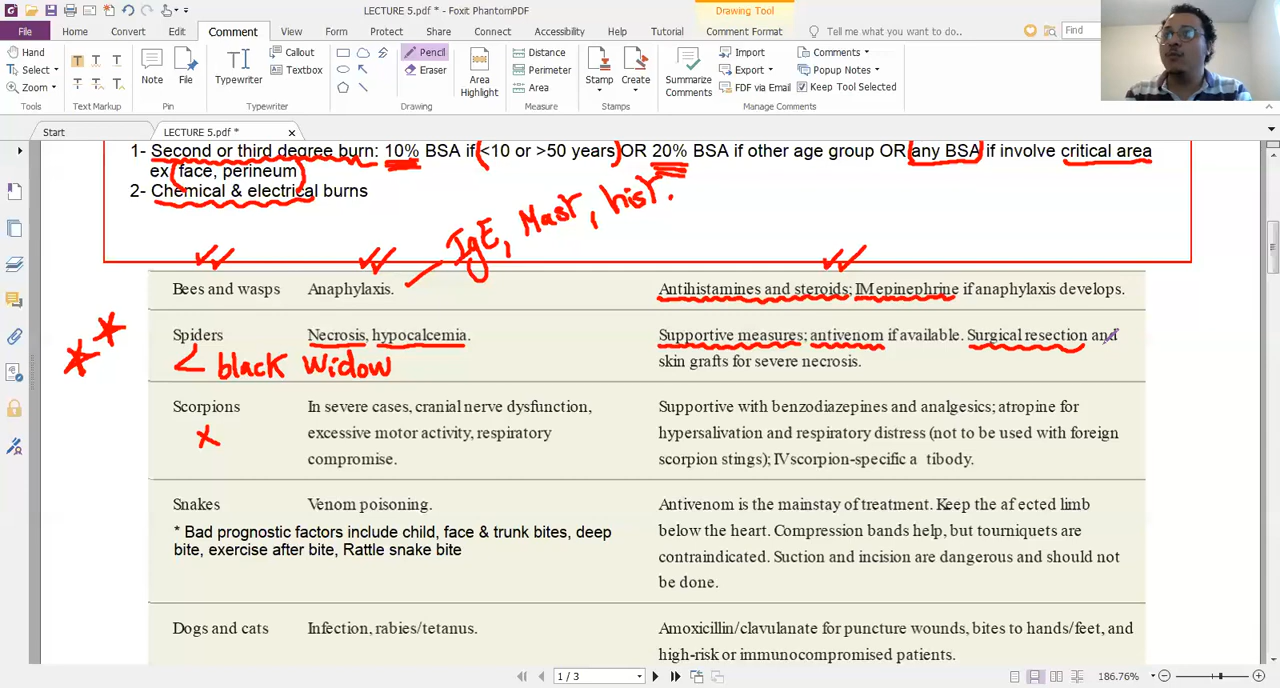 LECTURE 5.pdf * - Foxit PhantomPDF
Drawing Tool
File Home Convert Edit Comment View Form Protect Share Connect Accessibility Help Tutorial Comment Format Tell me what you want to do.. Find
Hand
Select
Zoom
Tools
T T T
T T T
Text Markup
Note
File
Pin
Typewriter
Callout
Textbox
Typewriter
Pencil
Eraser
Drawing
Area
Highlight
Distance
Perimeter
Area
Measure
Stamp
Create
Stamps
Summarize
Comments
Import
Export
FDF via Email
Comments
Popup Notes
Keep Tool Selected
Manage Comments
Start LECTURE 5.pdf *
1- Second or third degree burn: 10% BSA if (<10 or >50 years) OR 20% BSA if other age group OR any BSA if involve critical area
ex face, perineum
2- Chemical & electrical burns
IgE, Mast, hist.
Bees and wasps Anaphylaxis. Antihistamines and steroids; IM epinephrine if anaphylaxis develops.
Spiders Necrosis, hypocalcemia. Supportive measures; antivenom if available. Surgical resection and
skin grafts for severe necrosis.
black widow
Scorpions In severe cases, cranial nerve dysfunction, Supportive with benzodiazepines and analgesics; atropine for
excessive motor activity, respiratory hypersalivation and respiratory distress (not to be used with foreign
compromise. scorpion stings); IVscorpion-specific a tibody.
Snakes Venom poisoning. Antivenom is the mainstay of treatment. Keep the af ected limb
* Bad prognostic factors include child, face & trunk bites, deep below the heart. Compression bands help, but tourniquets are
bite, exercise after bite, Rattle snake bite contraindicated. Suction and incision are dangerous and should not
be done.
Dogs and cats Infection, rabies/tetanus. Amoxicillin/clavulanate for puncture wounds, bites to hands/feet, and
high-risk or immunocompromised patients.
1 / 3 186.76%